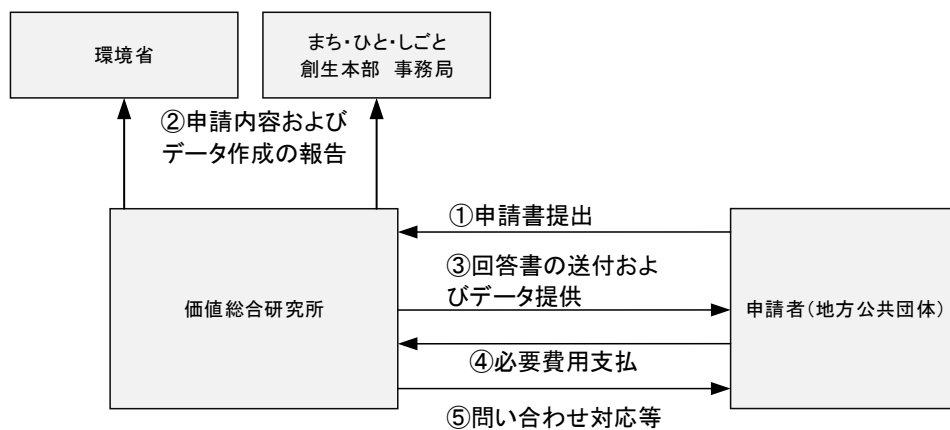 環境省
まち・ひと・しごと
創生本部 事務局
②申請内容および
データ作成の報告
①申請書提出
③回答書の送付およ
びデータ提供
価値総合研究所
申請者(地方公共団体)
④必要費用支払
⑤問い合わせ対応等